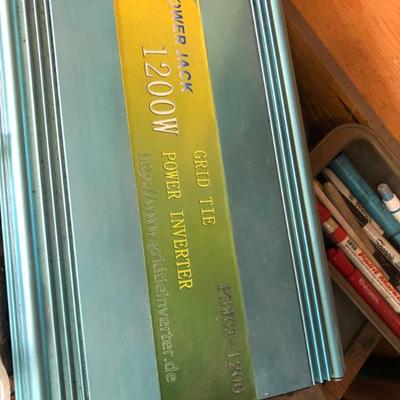 POWER JACK
1200W
GRID TIE
POWER INVERTER
http://www.gridtieinverter.de
PSWGT-1200